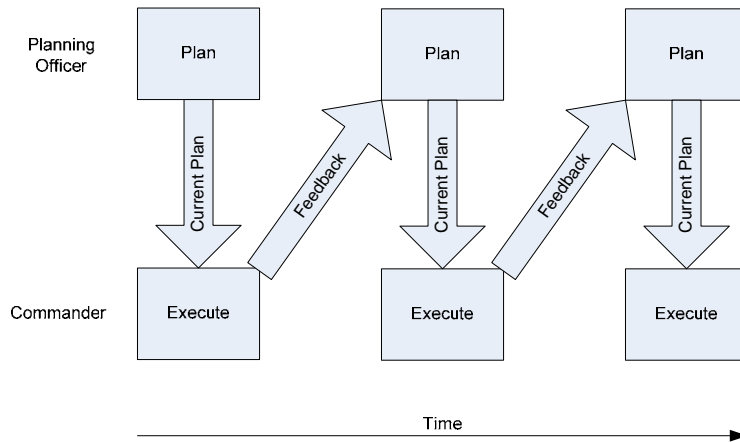 Planning
Officer
Plan
Plan
Plan
Current Plan
Feedback
Current Plan
Feedback
Current Plan
Commander
Execute
Execute
Execute
Time